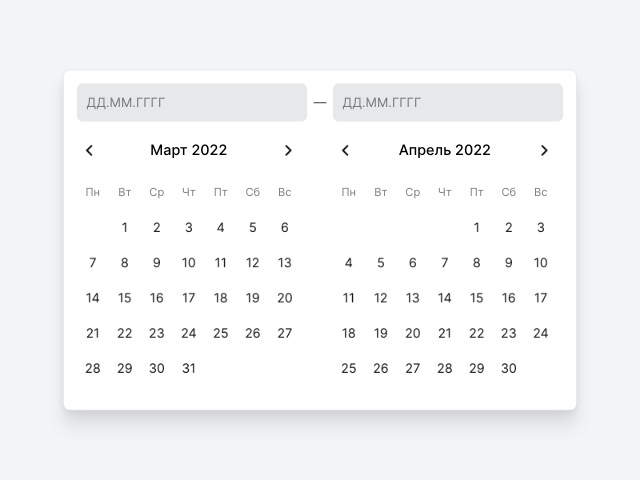 ДД.ММ.ГГГГ — ДД.ММ.ГГГГ
Март 2022
Пн Вт Ср Чт Пт Сб Вс
1 2 3 4 5 6
7 8 9 10 11 12 13
14 15 16 17 18 19 20
21 22 23 24 25 26 27
28 29 30 31
Апрель 2022
Пн Вт Ср Чт Пт Сб Вс
1 2 3
4 5 6 7 8 9 10
11 12 13 14 15 16 17
18 19 20 21 22 23 24
25 26 27 28 29 30